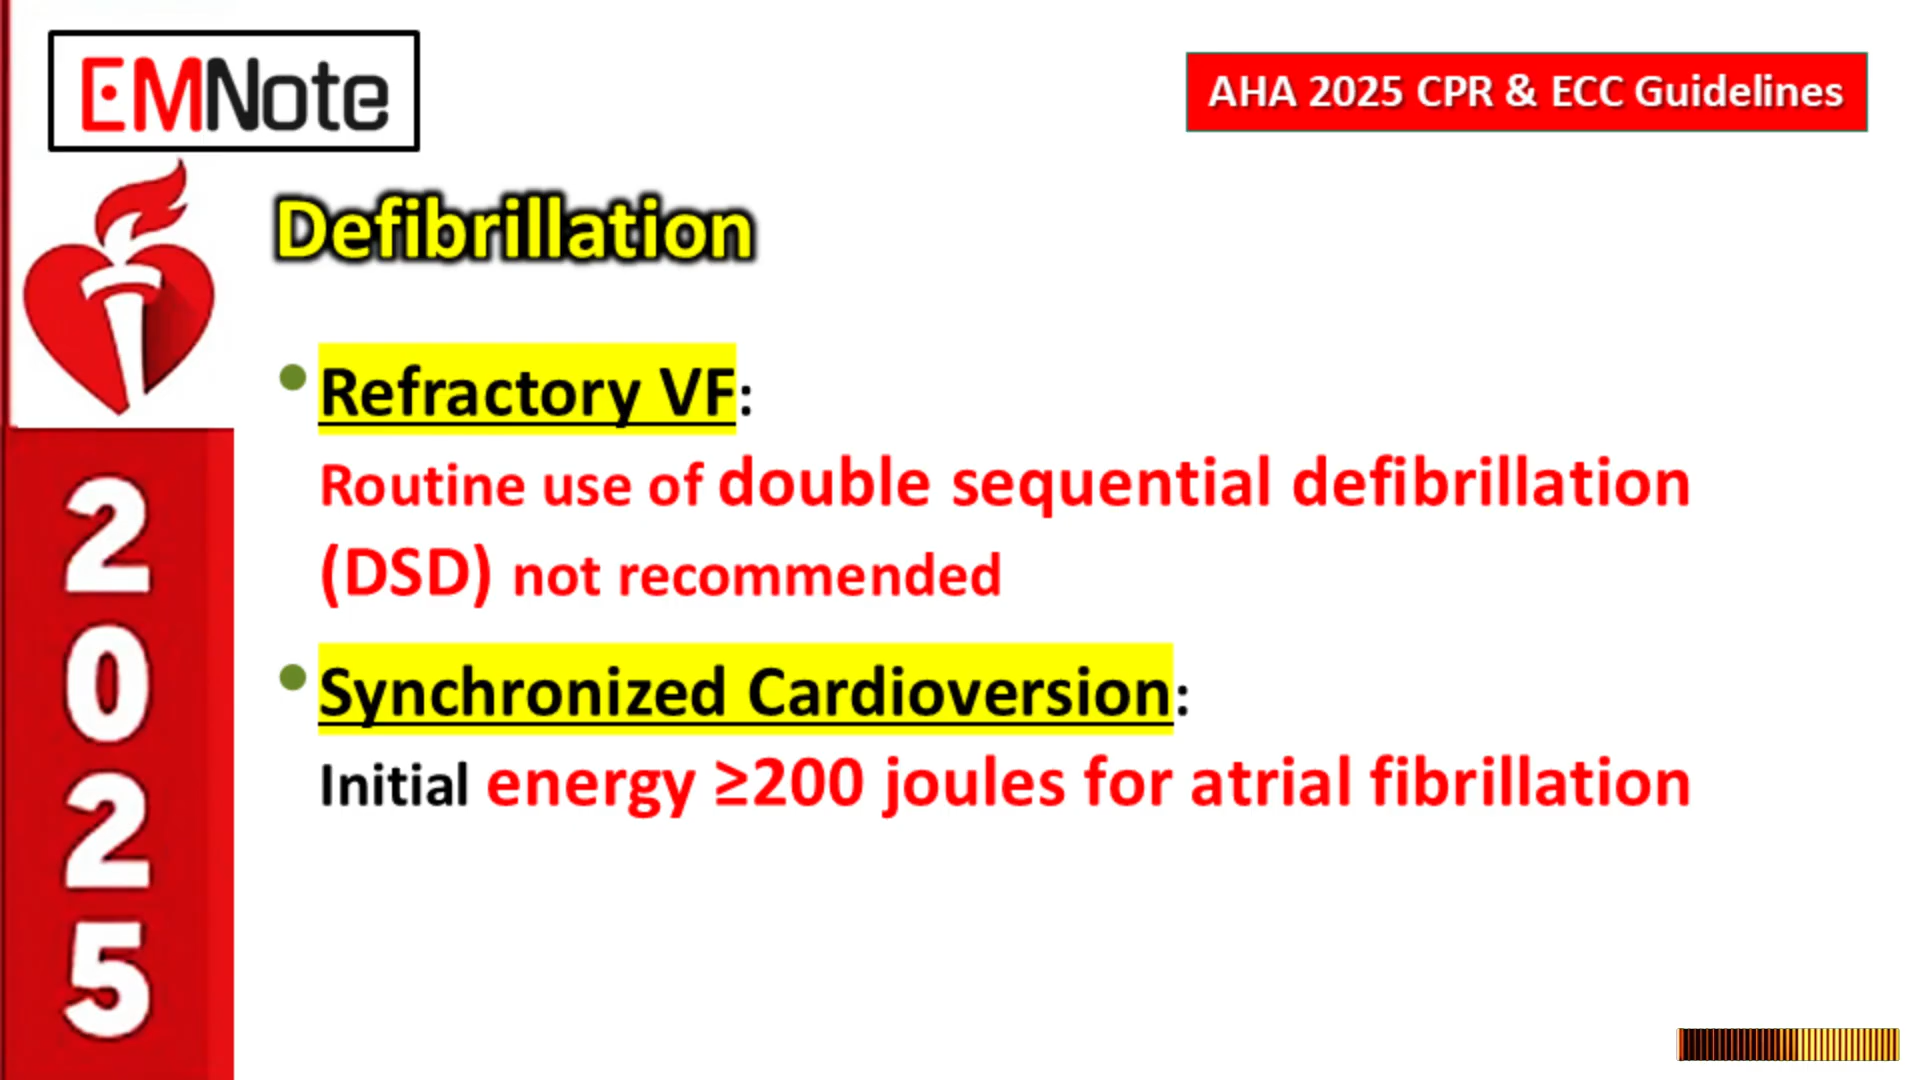 EMNote
AHA 2025 CPR & ECC Guidelines
Defibrillation
• Refractory VF:
Routine use of double sequential defibrillation
(DSD) not recommended
• Synchronized Cardioversion:
Initial energy ≥200 joules for atrial fibrillation
2
0
2
5